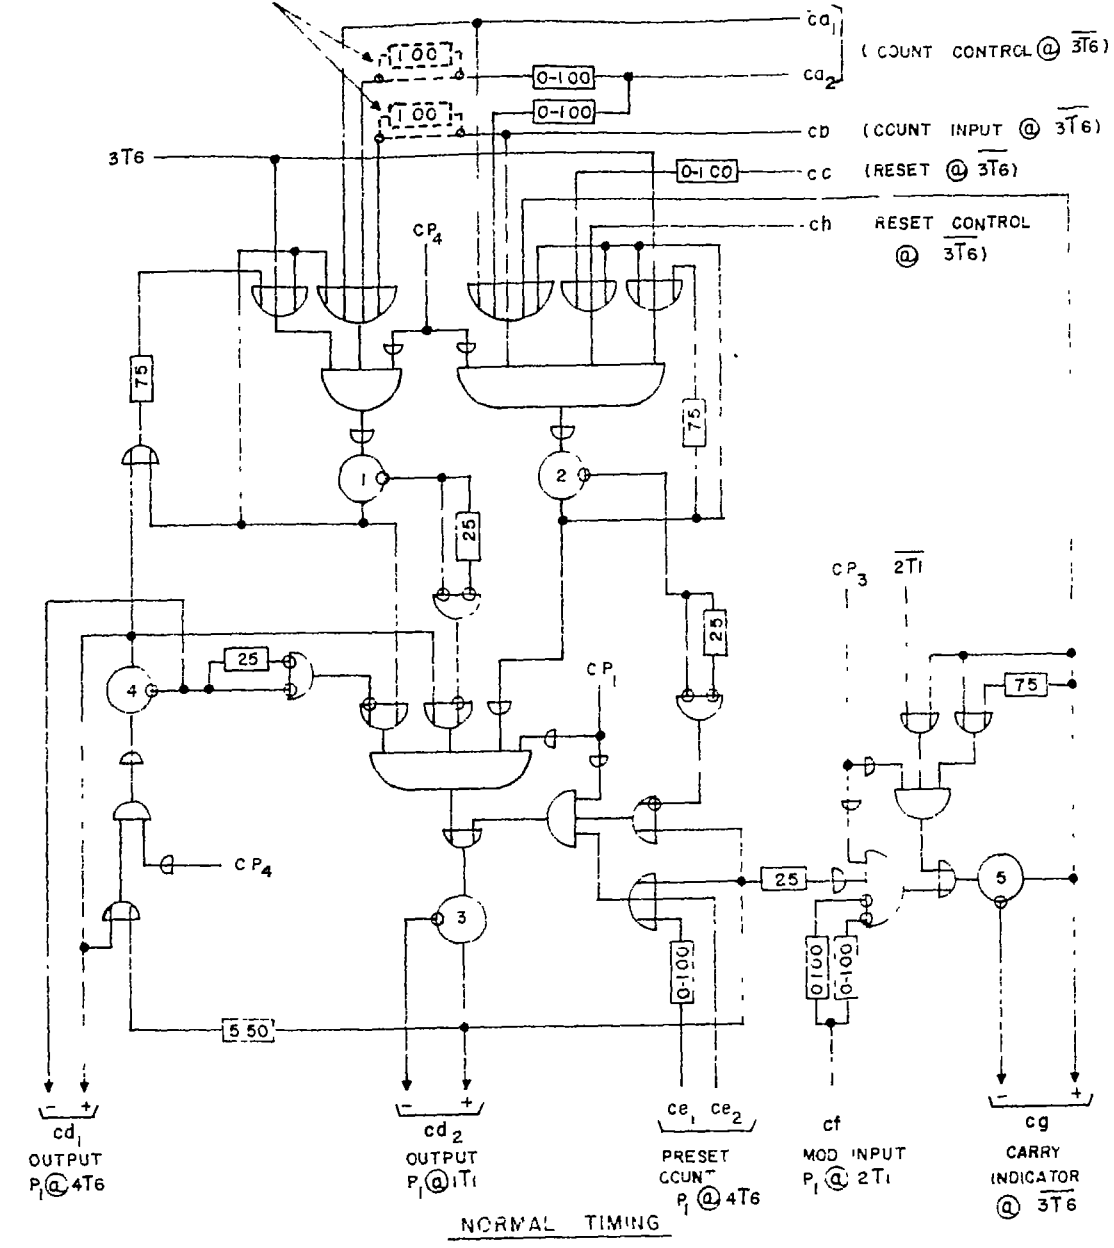 ca1
(COUNT CONTROL @ 3T6)
1 00
ca2
0-100
1 00
0-100
cb (COUNT INPUT @ 3T6)
3T6
0-100
cc (RESET @ 3T6)
CP4
ch RESET CONTROL
@ 3T6)
75
75
1
2
25
CP3
2T1
25
25
CP1
4
75
CP4
25
5
3
0-100
0100
0-100
5 50
- +
- +
- +
cd1
cd2
ce1 ce2
cf
cg
OUTPUT
P1 @ 4T6
OUTPUT
P1 @ 1T1
PRESET
COUNT
P1 @ 4T6
MOD INPUT
P1 @ 2T1
CARRY
INDICATOR
@ 3T6
NORMAL TIMING